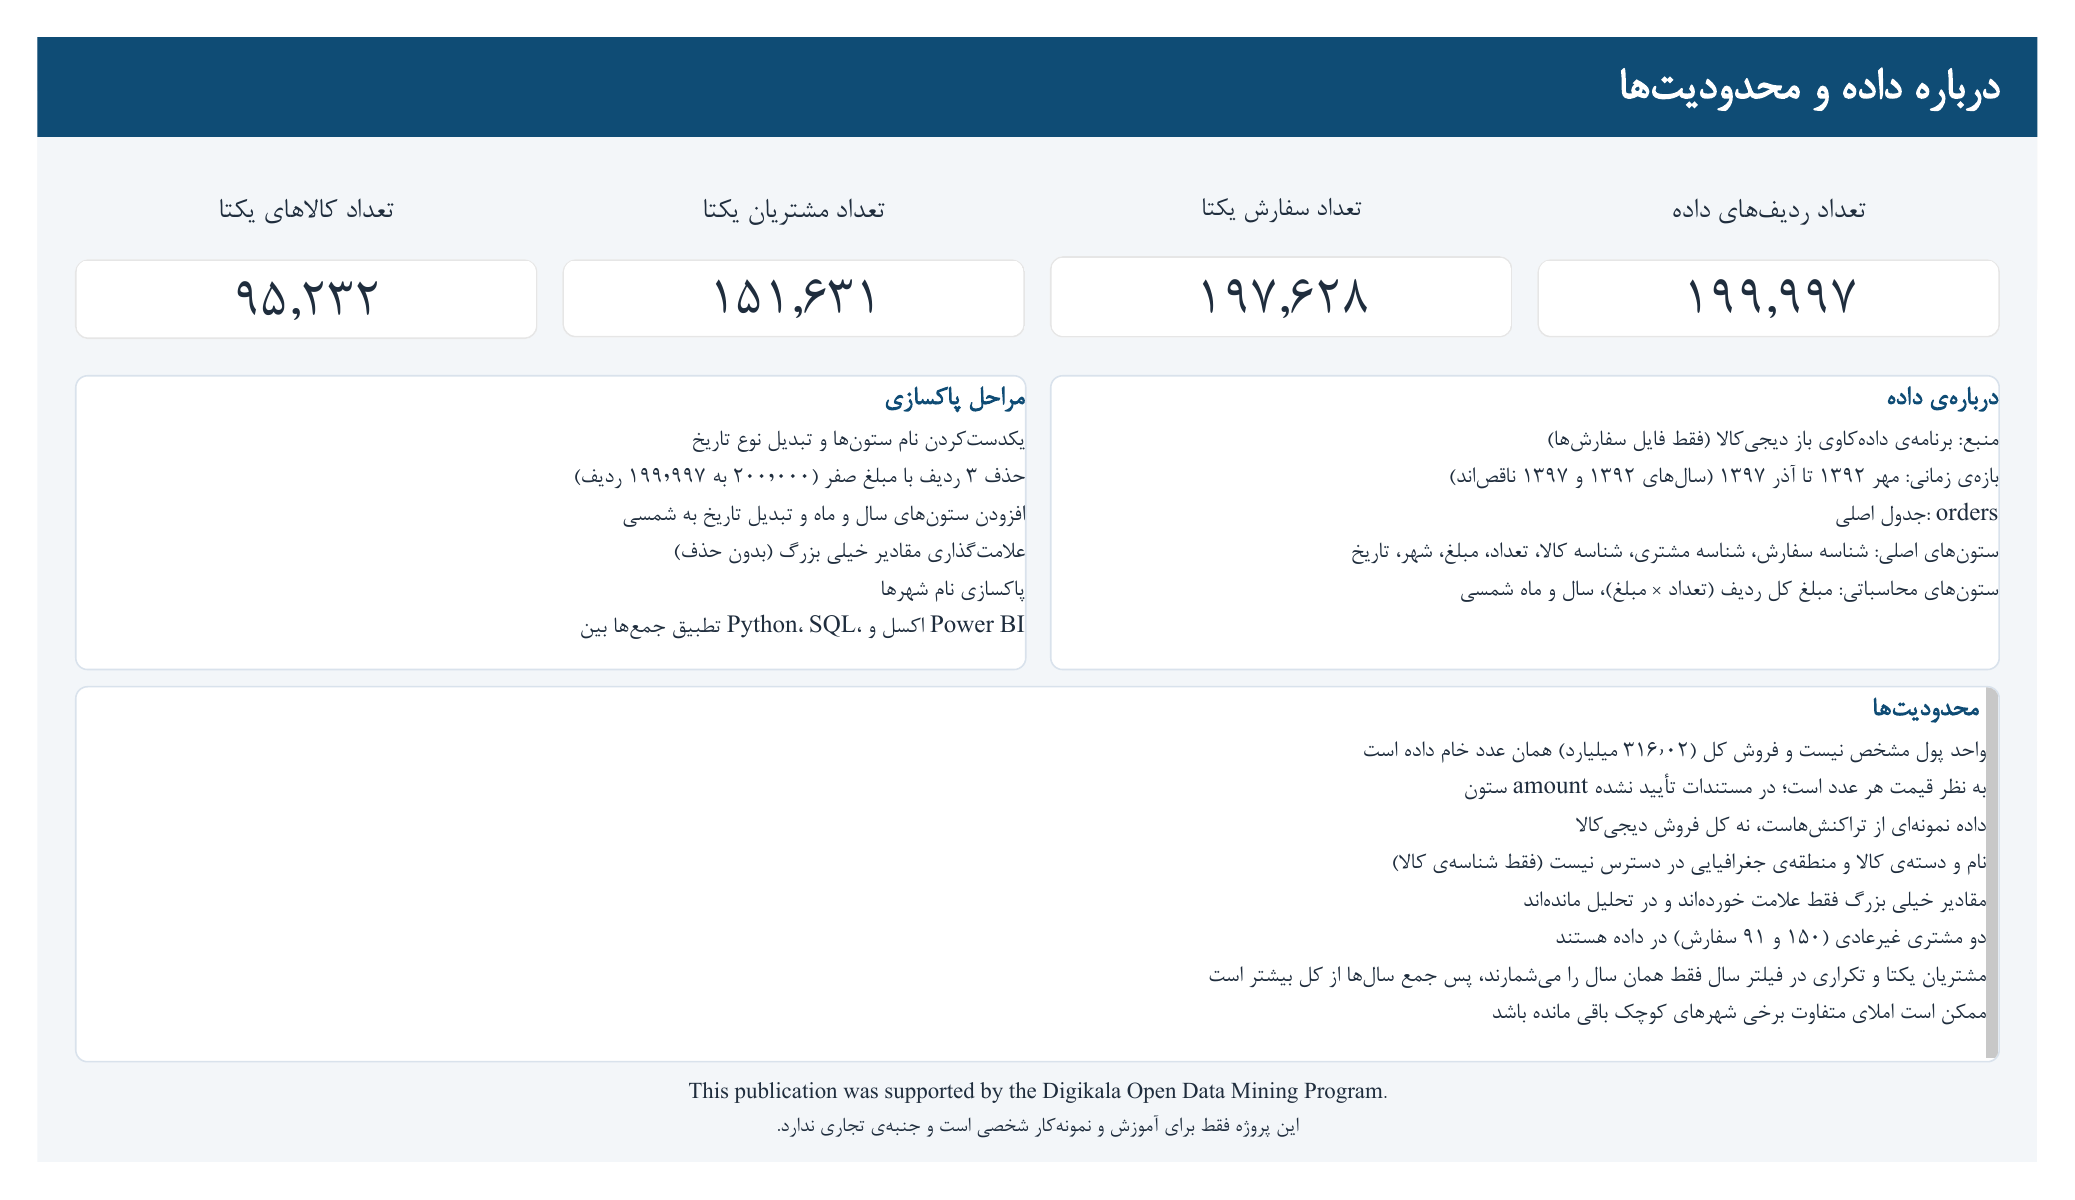 درباره داده و محدودیت‌ها
تعداد ردیف‌های داده
تعداد سفارش یکتا
تعداد مشتریان یکتا
تعداد کالاهای یکتا
۱۹۹,۹۹۷
۱۹۷,۶۲۸
۱۵۱,۶۳۱
۹۵,۲۳۲
درباره‌ی داده
منبع: برنامه‌ی داده‌کاوی باز دیجی‌کالا (فقط فایل سفارش‌ها)
بازه‌ی زمانی: مهر ۱۳۹۲ تا آذر ۱۳۹۷ (سال‌های ۱۳۹۲ و ۱۳۹۷ ناقص‌اند)
جدول اصلی: orders
ستون‌های اصلی: شناسه سفارش، شناسه مشتری، شناسه کالا، تعداد، مبلغ، شهر، تاریخ
ستون‌های محاسباتی: مبلغ کل ردیف (تعداد × مبلغ)، سال و ماه شمسی
مراحل پاکسازی
یکدست‌کردن نام ستون‌ها و تبدیل نوع تاریخ
حذف ۳ ردیف با مبلغ صفر (۲۰۰٬۰۰۰ به ۱۹۹٬۹۹۷ ردیف)
افزودن ستون‌های سال و ماه و تبدیل تاریخ به شمسی
علامت‌گذاری مقادیر خیلی بزرگ (بدون حذف)
پاکسازی نام شهرها
تطبیق جمع‌ها بین Python، SQL، اکسل و Power BI
محدودیت‌ها
واحد پول مشخص نیست و فروش کل (۳۱۶٫۰۲ میلیارد) همان عدد خام داده است
ستون amount به نظر قیمت هر عدد است؛ در مستندات تأیید نشده
داده نمونه‌ای از تراکنش‌هاست، نه کل فروش دیجی‌کالا
نام و دسته‌ی کالا و منطقه‌ی جغرافیایی در دسترس نیست (فقط شناسه‌ی کالا)
مقادیر خیلی بزرگ فقط علامت خورده‌اند و در تحلیل مانده‌اند
دو مشتری غیرعادی (۱۵۰ و ۹۱ سفارش) در داده هستند
مشتریان یکتا و تکراری در فیلتر سال فقط همان سال را می‌شمارند، پس جمع سال‌ها از کل بیشتر است
ممکن است املای متفاوت برخی شهرهای کوچک باقی مانده باشد
This publication was supported by the Digikala Open Data Mining Program.
این پروژه فقط برای آموزش و نمونه‌کار شخصی است و جنبه‌ی تجاری ندارد.